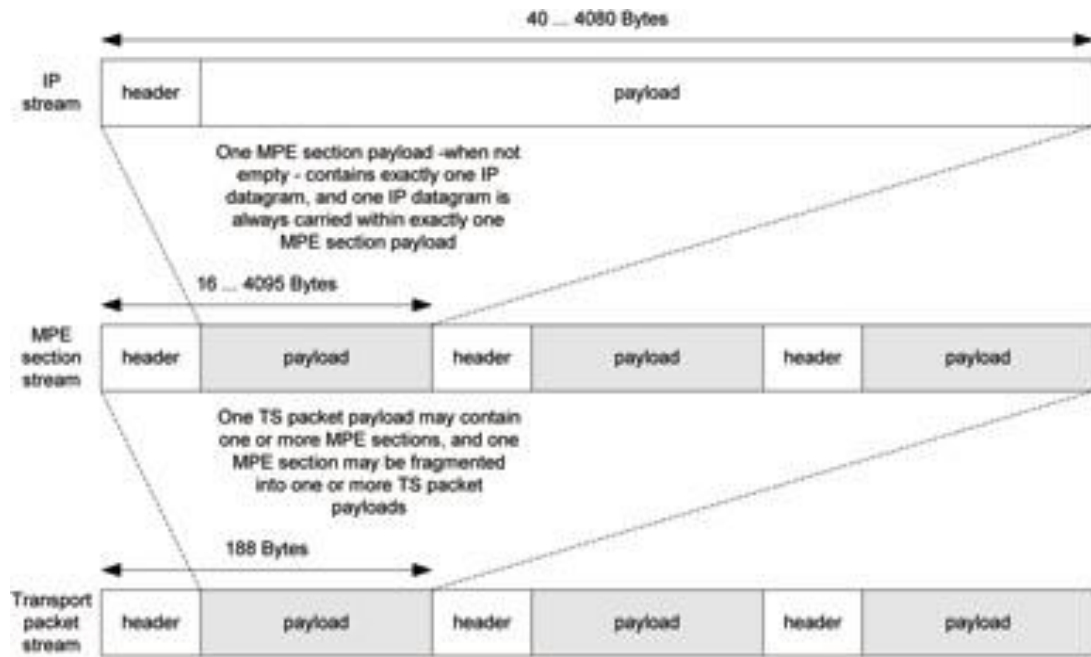 40 ... 4080 Bytes
IP
stream
header
payload
One MPE section payload -when not
empty - contains exactly one IP
datagram, and one IP datagram is
always carried within exactly one
MPE section payload
16 ... 4095 Bytes
MPE
section
stream
header
payload
header
payload
header
payload
One TS packet payload may contain
one or more MPE sections, and one
MPE section may be fragmented
into one or more TS packet
payloads
188 Bytes
Transport
packet
stream
header
payload
header
payload
header
payload